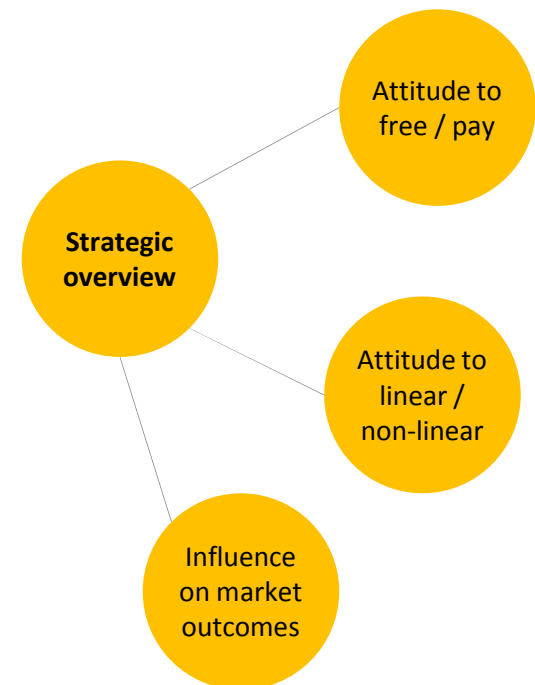 Attitude to
free / pay
Strategic
overview
Attitude to
linear /
non-linear
Influence
on market
outcomes